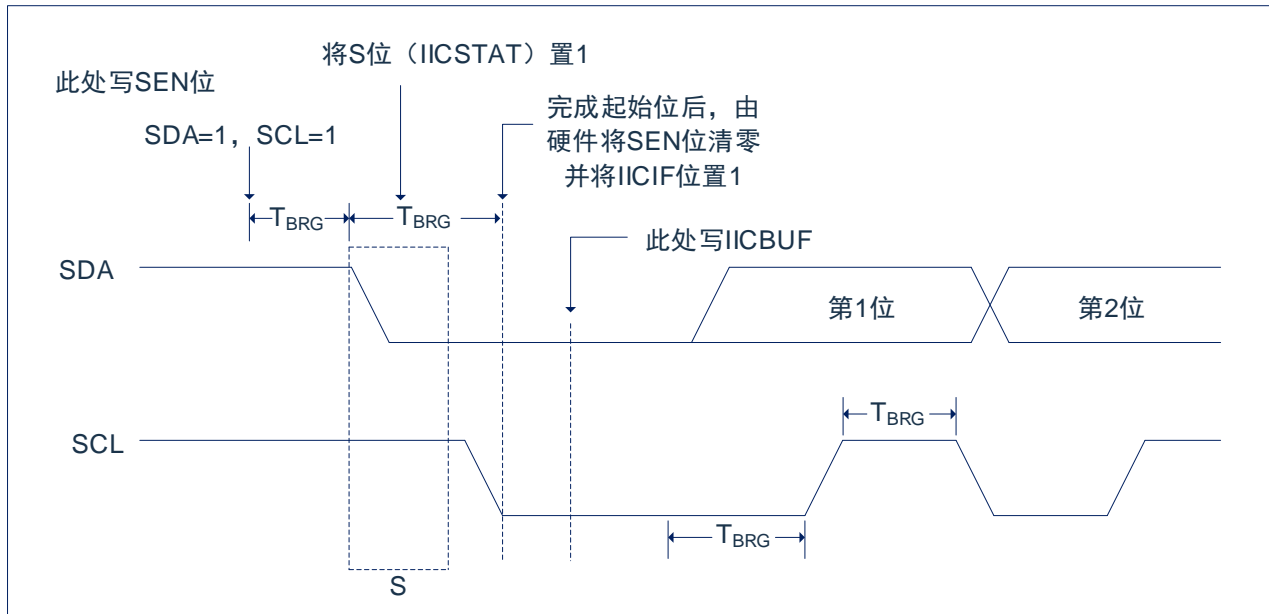 将S位（IICSTAT）置1
此处写SEN位
SDA=1，SCL=1
完成起始位后，由
硬件将SEN位清零
并将IICIF位置1
TBRG
TBRG
此处写IICBUF
SDA
第1位
第2位
TBRG
SCL
TBRG
S